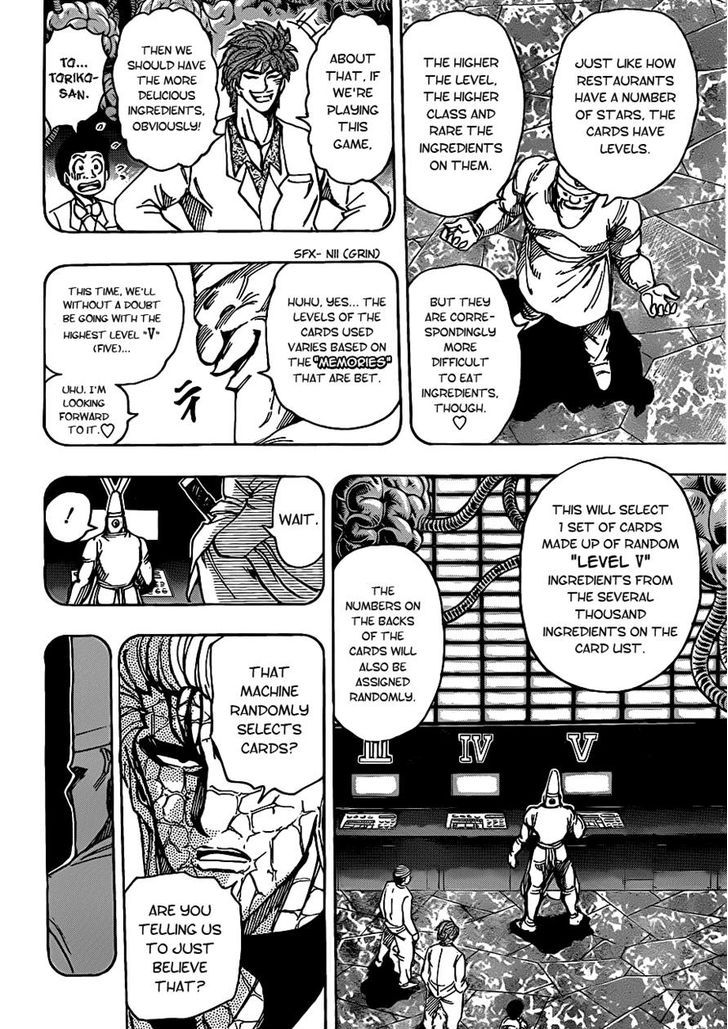 JUST LIKE HOW
RESTAURANTS
HAVE A NUMBER
OF STARS, THE
CARDS HAVE
LEVELS.
THE HIGHER
THE LEVEL,
THE HIGHER
CLASS AND
RARE THE
INGREDIENTS
ON THEM.
BUT THEY
ARE CORRE-
SPONDINGLY
MORE
DIFFICULT
TO EAT
INGREDIENTS,
THOUGH.
♡
ABOUT
THAT, IF
WE'RE
PLAYING
THIS
GAME,
THEN WE
SHOULD HAVE
THE MORE
DELICIOUS
INGREDIENTS,
OBVIOUSLY!
TO...
TORIKO-
SAN.
SFX- NII (GRIN)
HUHU, YES... THE
LEVELS OF THE
CARDS USED
VARIES BASED ON
THE "MEMORIES"
THAT ARE BET.
ニイ
THIS TIME, WE'LL
WITHOUT A DOUBT
BE GOING WITH THE
HIGHEST LEVEL "V"
(FIVE)...
UHU. I'M
LOOKING
FORWARD
TO IT.♡
THIS WILL SELECT
1 SET OF CARDS
MADE UP OF RANDOM
"LEVEL V"
INGREDIENTS FROM
THE SEVERAL
THOUSAND
INGREDIENTS ON THE
CARD LIST.
THE
NUMBERS ON
THE BACKS
OF THE
CARDS WILL
ALSO BE
ASSIGNED
RANDOMLY.
III IV V
WAIT.
!
THAT
MACHINE
RANDOMLY
SELECTS
CARDS?
ARE YOU
TELLING US
TO JUST
BELIEVE
THAT?